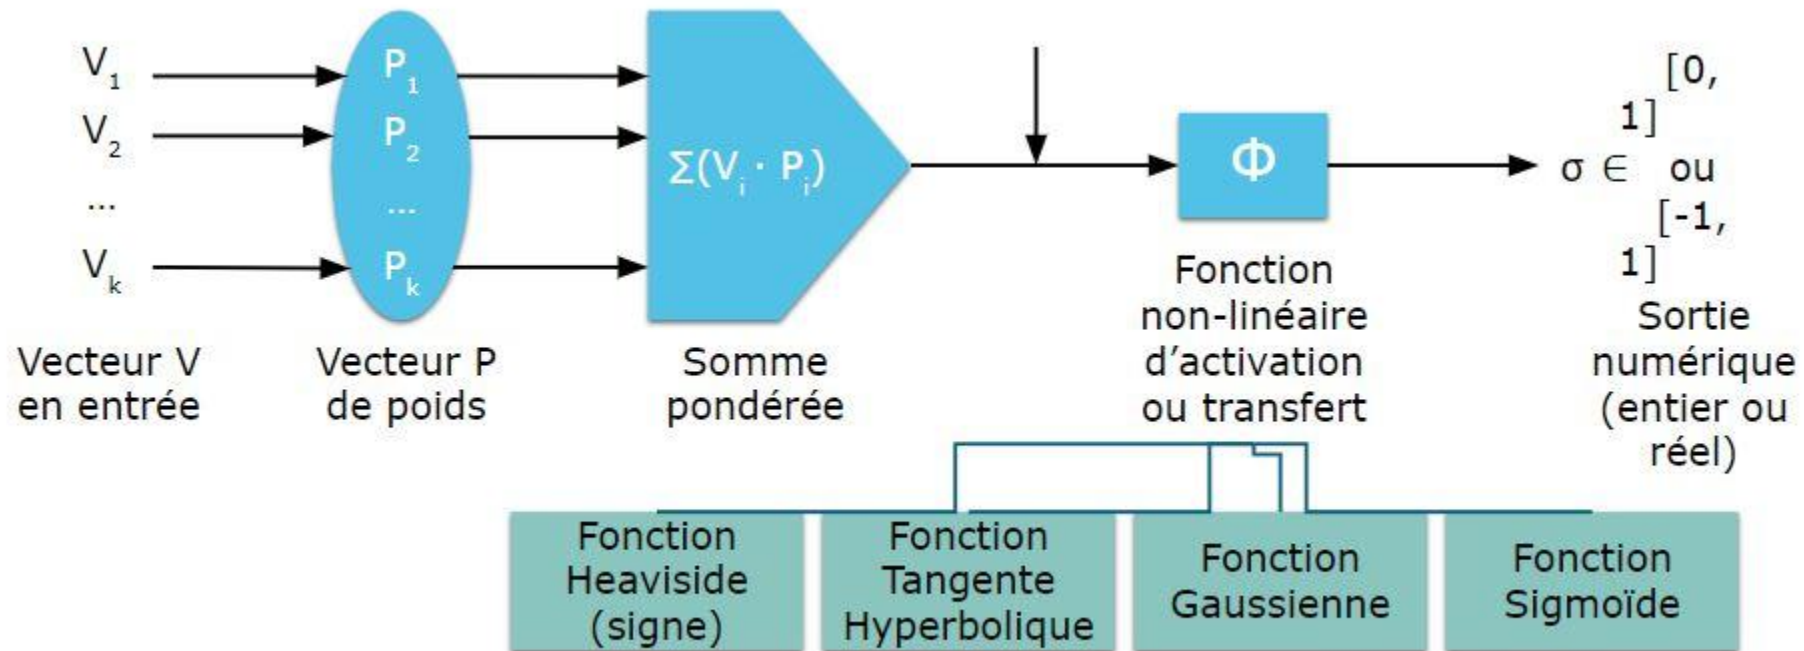 V₁
V₂
...
Vₖ
Vecteur V
en entrée
P₁
P₂
...
Pₖ
Vecteur P
de poids
Σ(Vᵢ · Pᵢ)
Somme
pondérée
Φ
Fonction
non-linéaire
d’activation
ou transfert
[0,
1]
σ ∈ ou
[-1,
1]
Sortie
numérique
(entier ou
réel)
Fonction
Heaviside
(signe)
Fonction
Tangente
Hyperbolique
Fonction
Gaussienne
Fonction
Sigmoïde